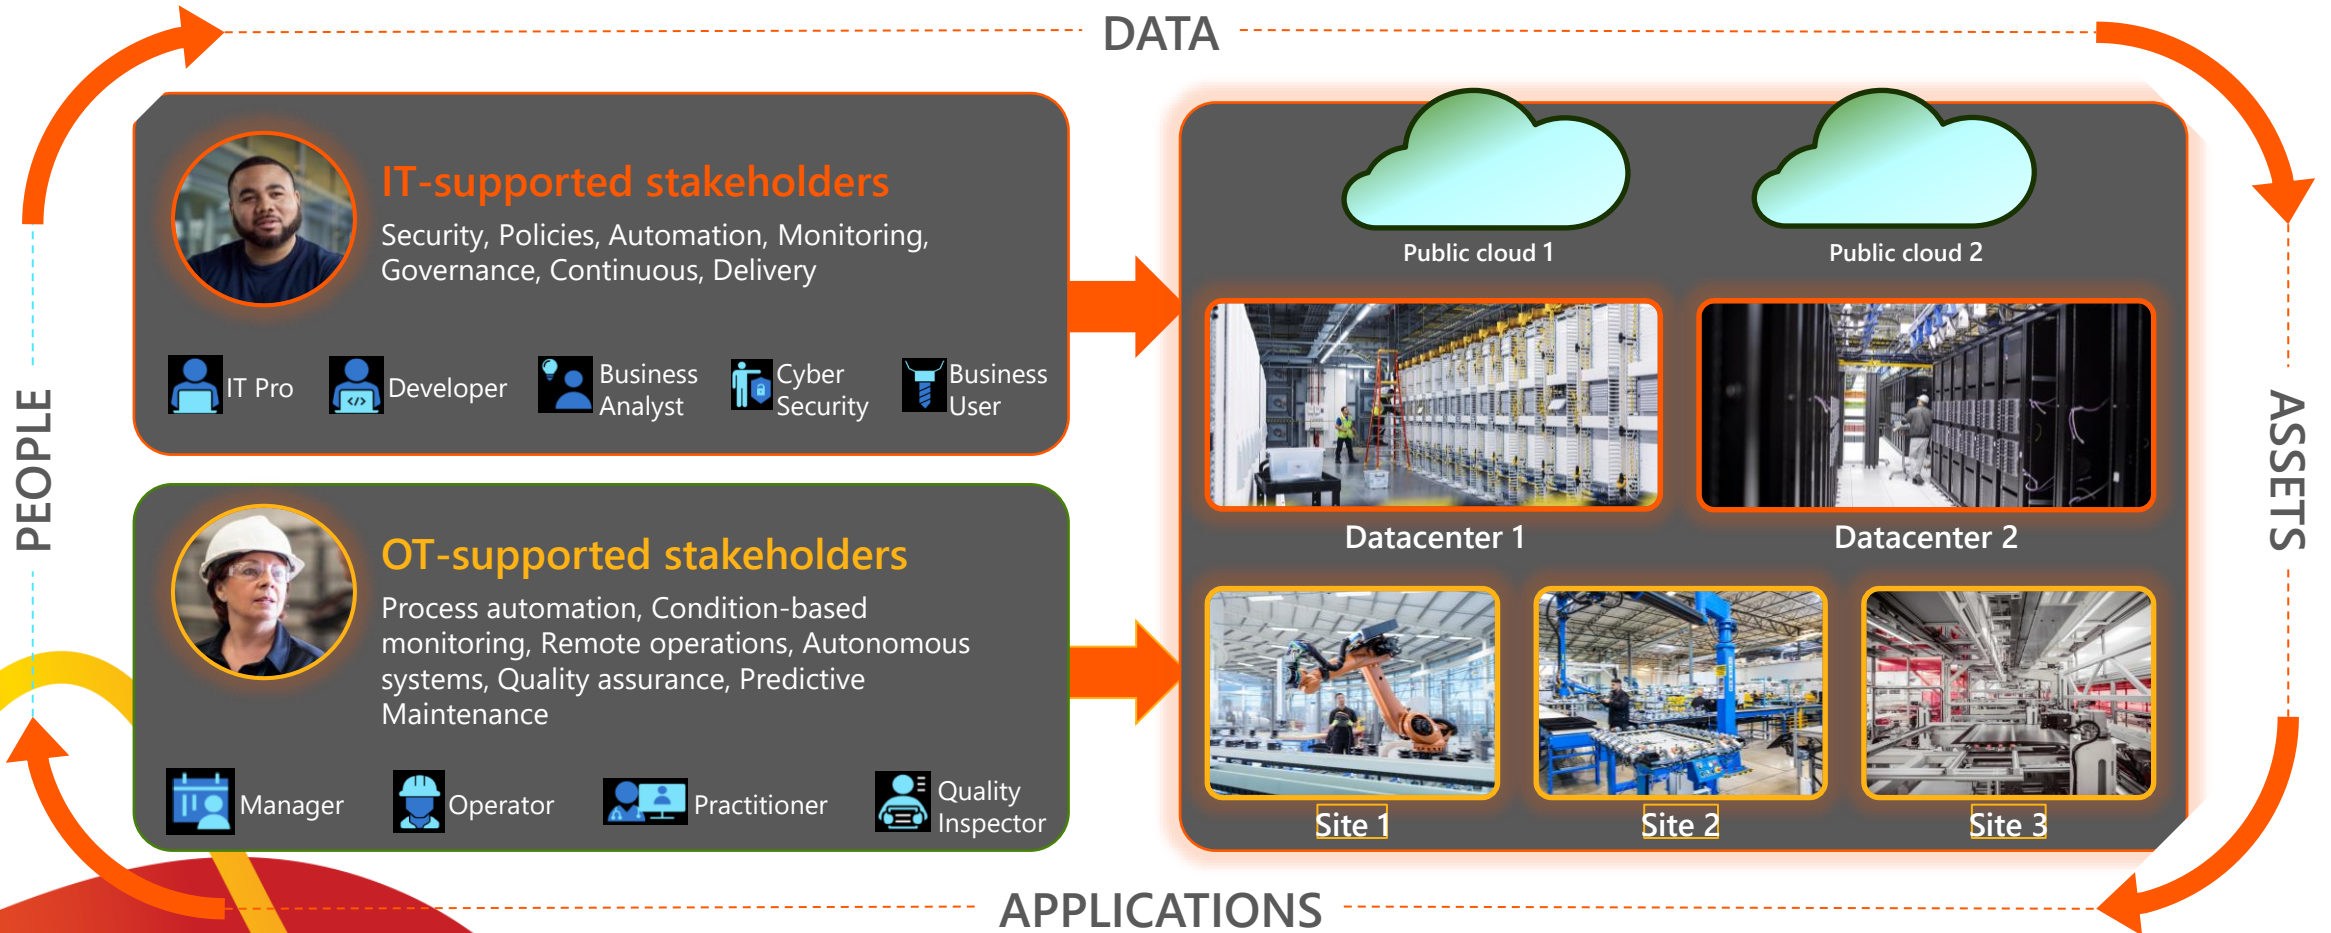 DATA
PEOPLE
IT-supported stakeholders
Security, Policies, Automation, Monitoring,
Governance, Continuous, Delivery
IT Pro
Developer
Business
Analyst
Cyber
Security
Business
User
OT-supported stakeholders
Process automation, Condition-based
monitoring, Remote operations, Autonomous
systems, Quality assurance, Predictive
Maintenance
Manager
Operator
Practitioner
Quality
Inspector
Public cloud 1
Public cloud 2
Datacenter 1
Datacenter 2
Site 1
Site 2
Site 3
ASSETS
APPLICATIONS